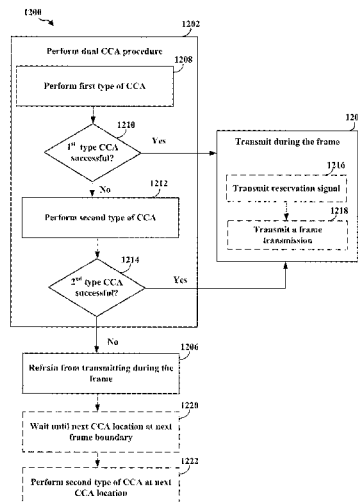 1200
1202
Perform dual CCA procedure
1208
Perform first type of CCA
1210
1st type CCA
successful?
Yes
No
1212
Perform second type of CCA
1214
2nd type CCA
successful?
Yes
No
120
Transmit during the frame
1216
Transmit reservation signal
1218
Transmit a frame
transmission
1206
Refrain from transmitting during the
frame
1220
Wait until next CCA location at next
frame boundary
1222
Perform second type of CCA at next
CCA location